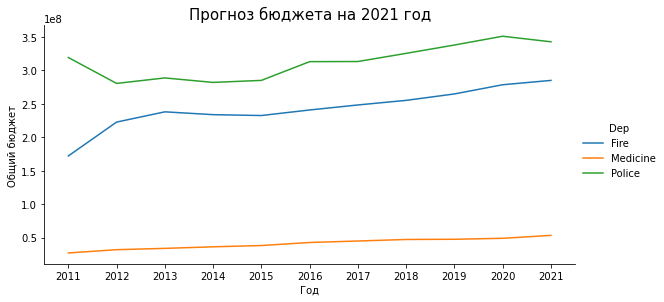 Прогноз бюджета на 2021 год
1e8
3.5
3.0
2.5
2.0
1.5
1.0
0.5
Общий бюджет
2011 2012 2013 2014 2015 2016 2017 2018 2019 2020 2021
Год
Dep
Fire
Medicine
Police